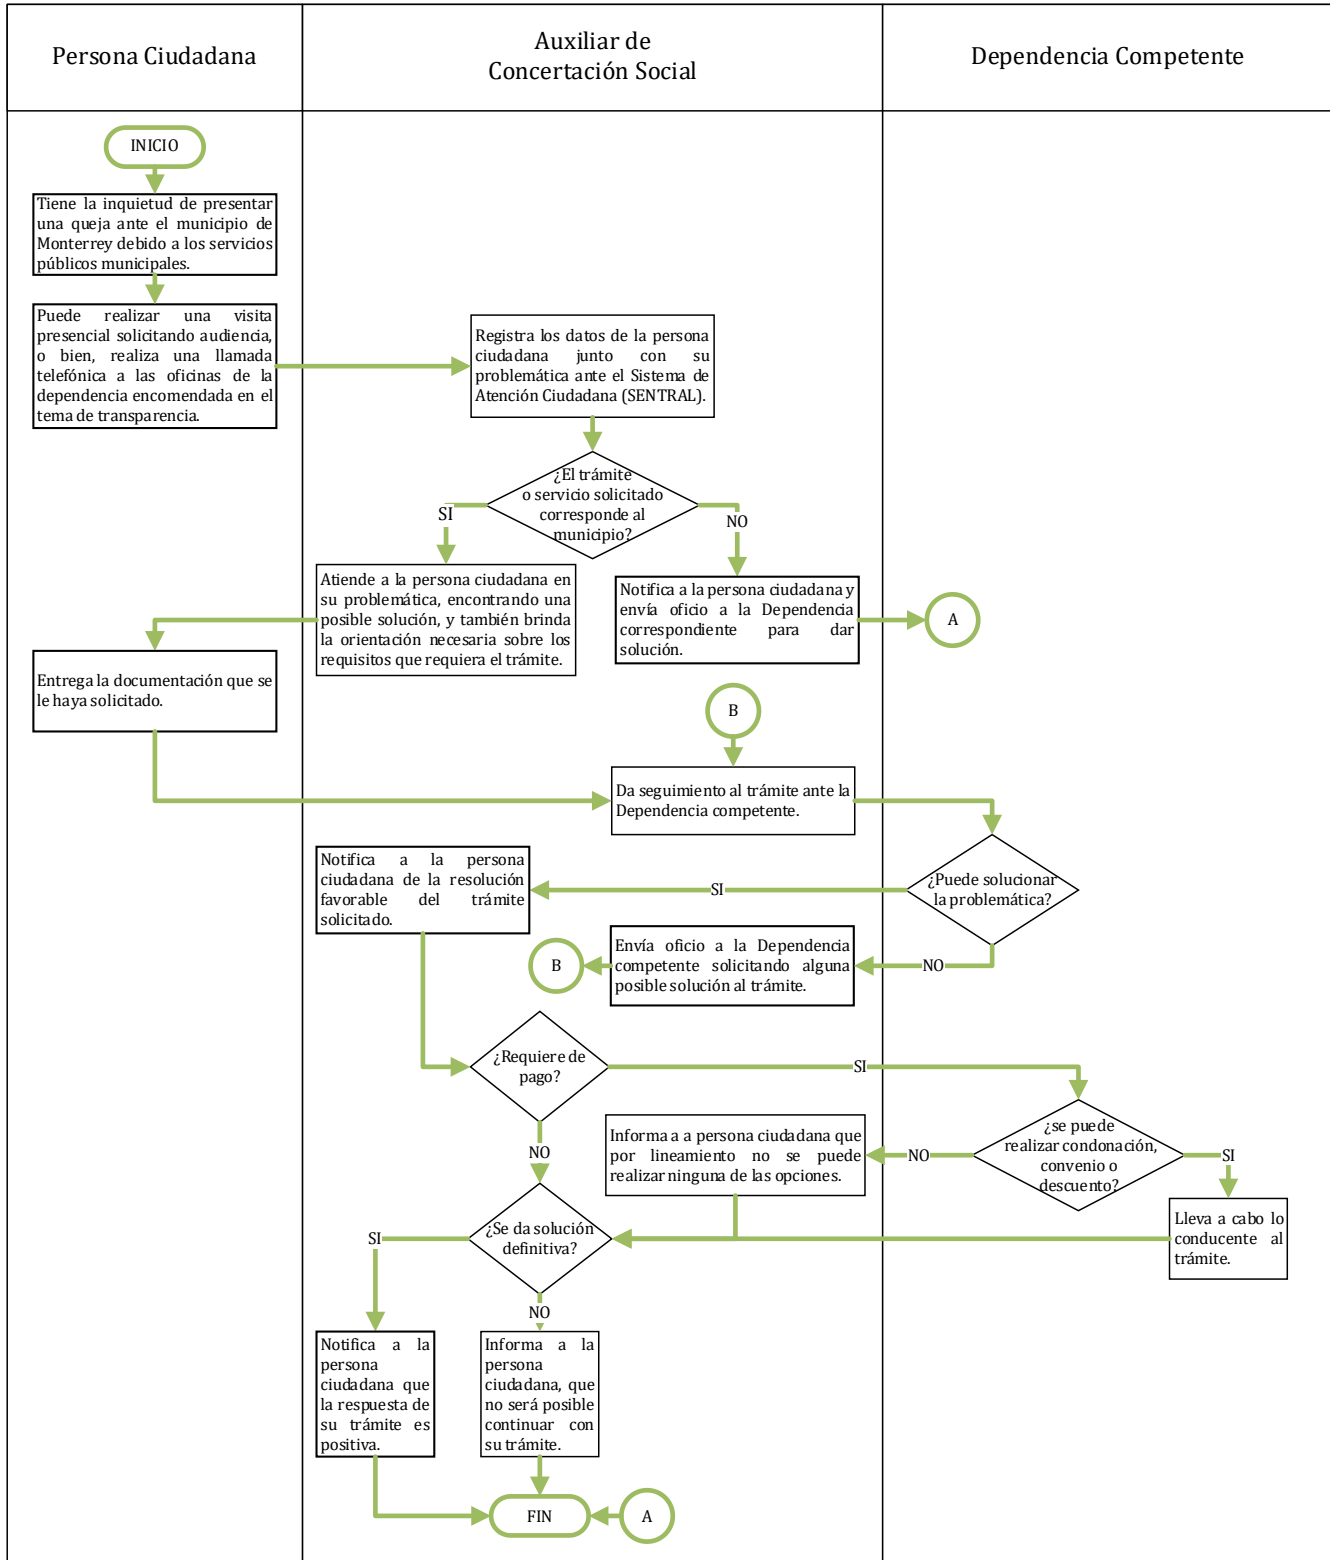 Persona Ciudadana
Auxiliar de
Concertación Social
Dependencia Competente
INICIO
Tiene la inquietud de presentar
una queja ante el municipio de
Monterrey debido a los servicios
públicos municipales.
Puede realizar una visita
presencial solicitando audiencia,
o bien, realiza una llamada
telefónica a las oficinas de la
dependencia encomendada en el
tema de transparencia.
Registra los datos de la persona
ciudadana junto con su
problemática ante el Sistema de
Atención Ciudadana (SENTRAL).
¿El trámite
o servicio solicitado
corresponde al
municipio?
SI
NO
Atiende a la persona ciudadana en
su problemática, encontrando una
posible solución, y también brinda
la orientación necesaria sobre los
requisitos que requiera el trámite.
Notifica a la persona ciudadana y
envía oficio a la Dependencia
correspondiente para dar
solución.
A
Entrega la documentación que se
le haya solicitado.
B
Da seguimiento al trámite ante la
Dependencia competente.
¿Puede solucionar
la problemática?
SI
Notifica a la persona
ciudadana de la resolución
favorable del trámite
solicitado.
NO
Envía oficio a la Dependencia
competente solicitando alguna
posible solución al trámite.
B
¿Requiere de
pago?
SI
¿se puede
realizar condonación,
convenio o
descuento?
NO
Informa a a persona ciudadana que
por lineamiento no se puede
realizar ninguna de las opciones.
NO
SI
Lleva a cabo lo
conducente al
trámite.
¿Se da solución
definitiva?
SI
NO
Notifica a la
persona
ciudadana que
la respuesta de
su trámite es
positiva.
Informa a la
persona
ciudadana, que
no será posible
continuar con
su trámite.
FIN
A